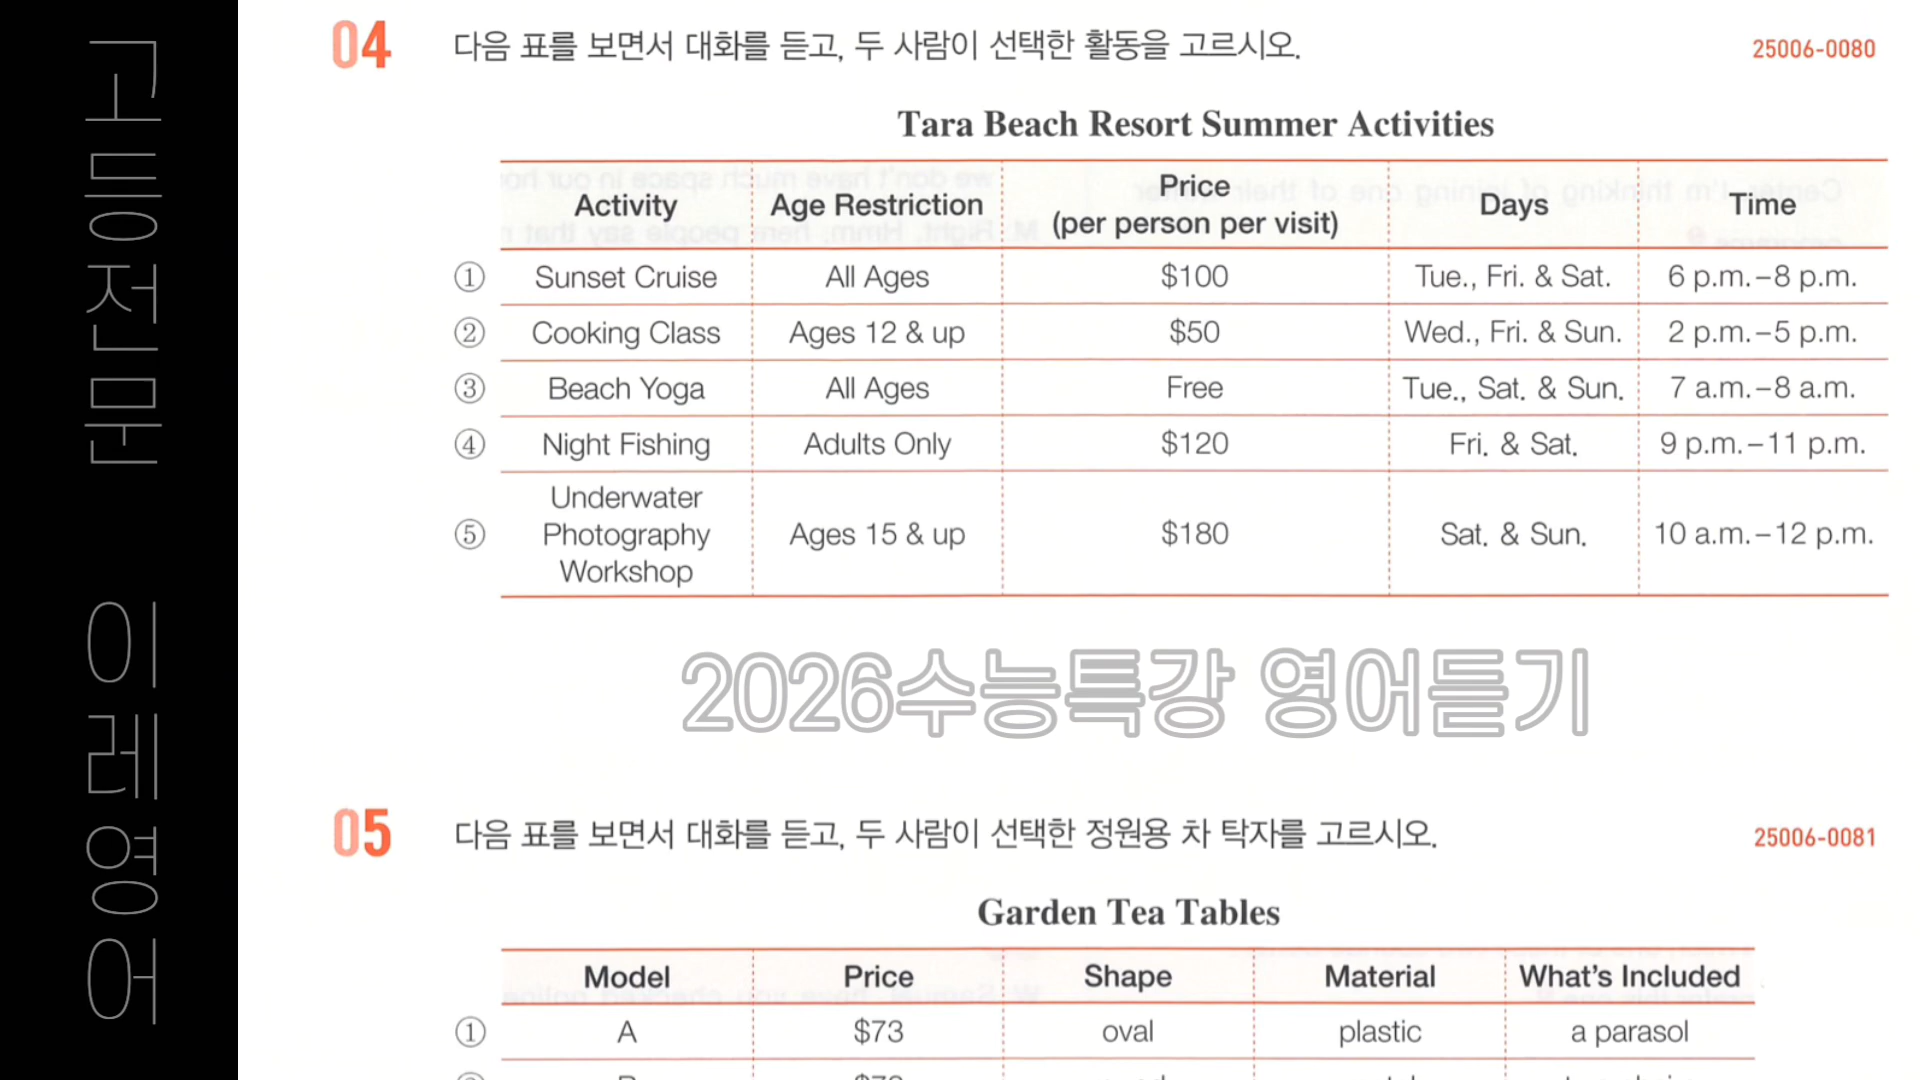 고등전문 이레영어
04 다음 표를 보면서 대화를 듣고, 두 사람이 선택한 활동을 고르시오. 25006-0080
Tara Beach Resort Summer Activities
Activity Age Restriction Price (per person per visit) Days Time
① Sunset Cruise All Ages $100 Tue., Fri. & Sat. 6 p.m.–8 p.m.
② Cooking Class Ages 12 & up $50 Wed., Fri. & Sun. 2 p.m.–5 p.m.
③ Beach Yoga All Ages Free Tue., Sat. & Sun. 7 a.m.–8 a.m.
④ Night Fishing Adults Only $120 Fri. & Sat. 9 p.m.–11 p.m.
⑤ Underwater Photography Workshop Ages 15 & up $180 Sat. & Sun. 10 a.m.–12 p.m.
2026수능특강 영어듣기
05 다음 표를 보면서 대화를 듣고, 두 사람이 선택한 정원용 차 탁자를 고르시오. 25006-0081
Garden Tea Tables
Model Price Shape Material What's Included
① A $73 oval plastic a parasol